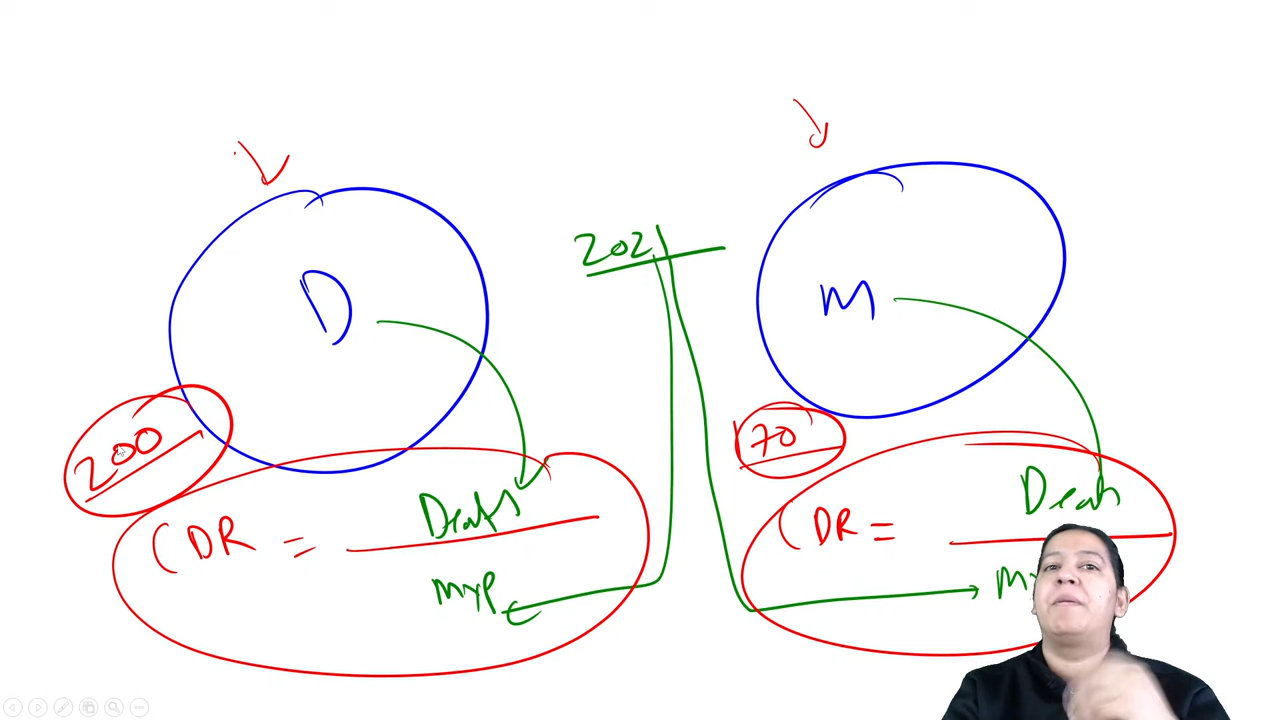 D
M
2021
200
70
CDR = Deaths
MYP
CDR = Death